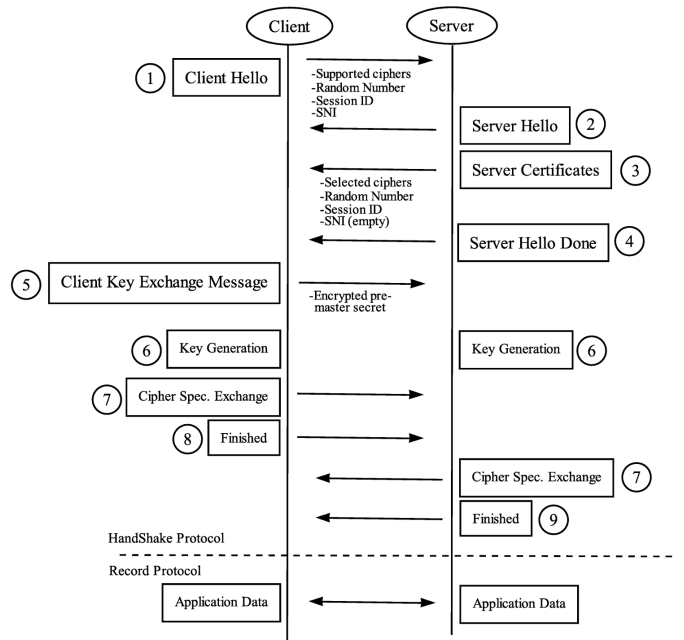 Client
Server
1
Client Hello
-Supported ciphers
-Random Number
-Session ID
-SNI
Server Hello
2
Server Certificates
3
-Selected ciphers
-Random Number
-Session ID
-SNI (empty)
Server Hello Done
4
5
Client Key Exchange Message
-Encrypted pre-
master secret
6
Key Generation
Key Generation
6
7
Cipher Spec. Exchange
8
Finished
Cipher Spec. Exchange
7
Finished
9
HandShake Protocol
Record Protocol
Application Data
Application Data